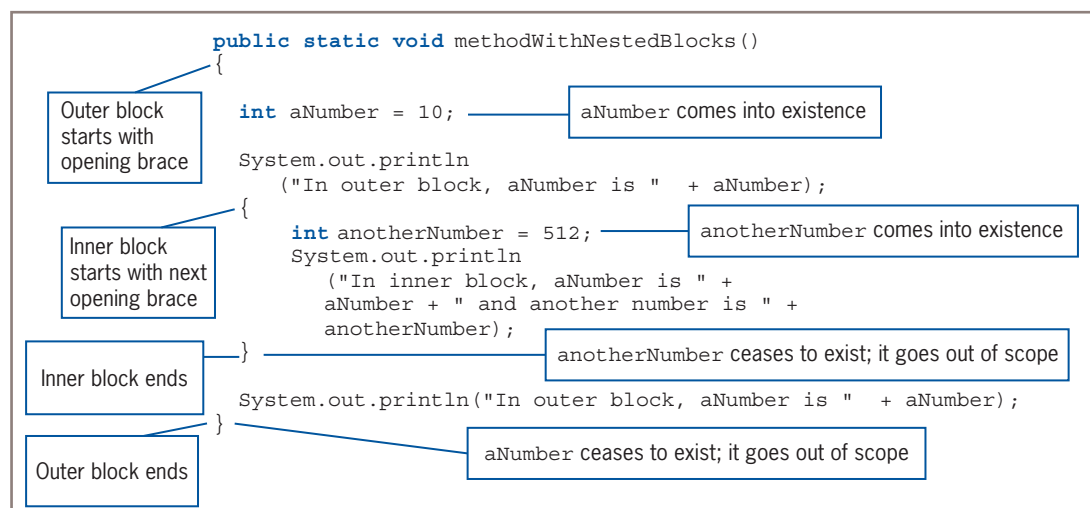 public static void methodWithNestedBlocks()
{
Outer block
starts with
opening brace
int aNumber = 10;
aNumber comes into existence
System.out.println
("In outer block, aNumber is "  + aNumber);
{
Inner block
starts with next
opening brace
int anotherNumber = 512;
anotherNumber comes into existence
System.out.println
("In inner block, aNumber is " +
aNumber + " and another number is " +
anotherNumber);
}
anotherNumber ceases to exist; it goes out of scope
Inner block ends
System.out.println("In outer block, aNumber is "  + aNumber);
}
aNumber ceases to exist; it goes out of scope
Outer block ends